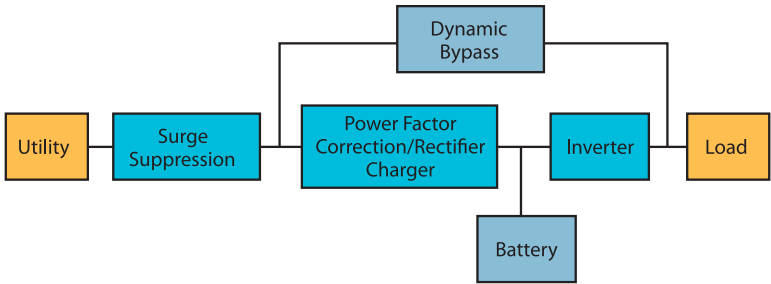 Dynamic
Bypass
Utility
Surge
Suppression
Power Factor
Correction/Rectifier
Charger
Inverter
Load
Battery